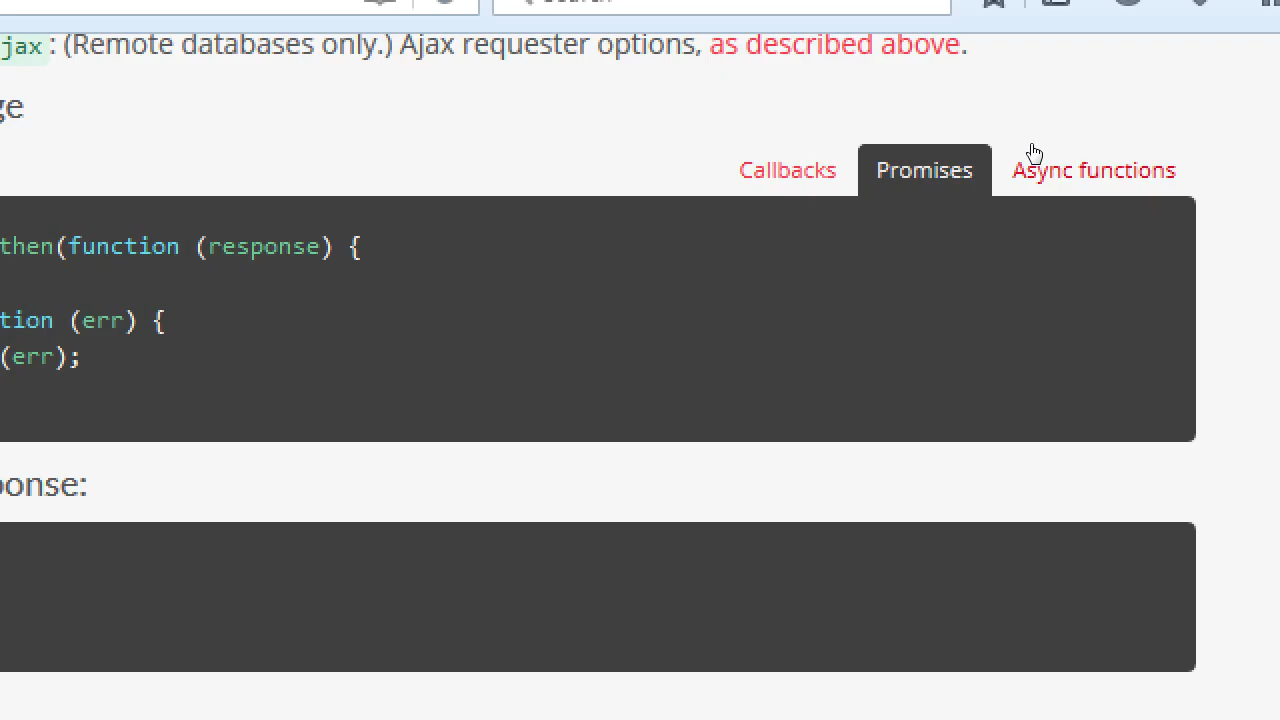 jax: (Remote databases only.) Ajax requester options, as described above.
ge
Callbacks Promises Async functions
then(function (response) {
tion (err) {
(err);
ponse: